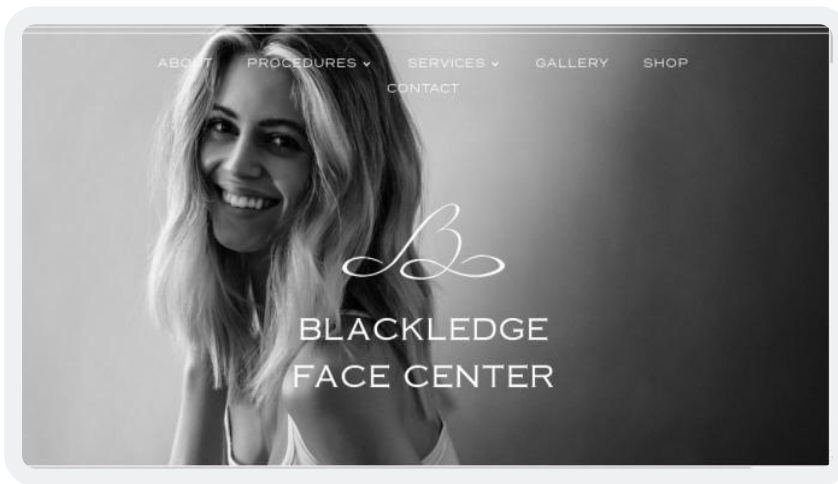 ABOUT PROCEDURES SERVICES GALLERY SHOP
CONTACT
BLACKLEDGE
FACE CENTER